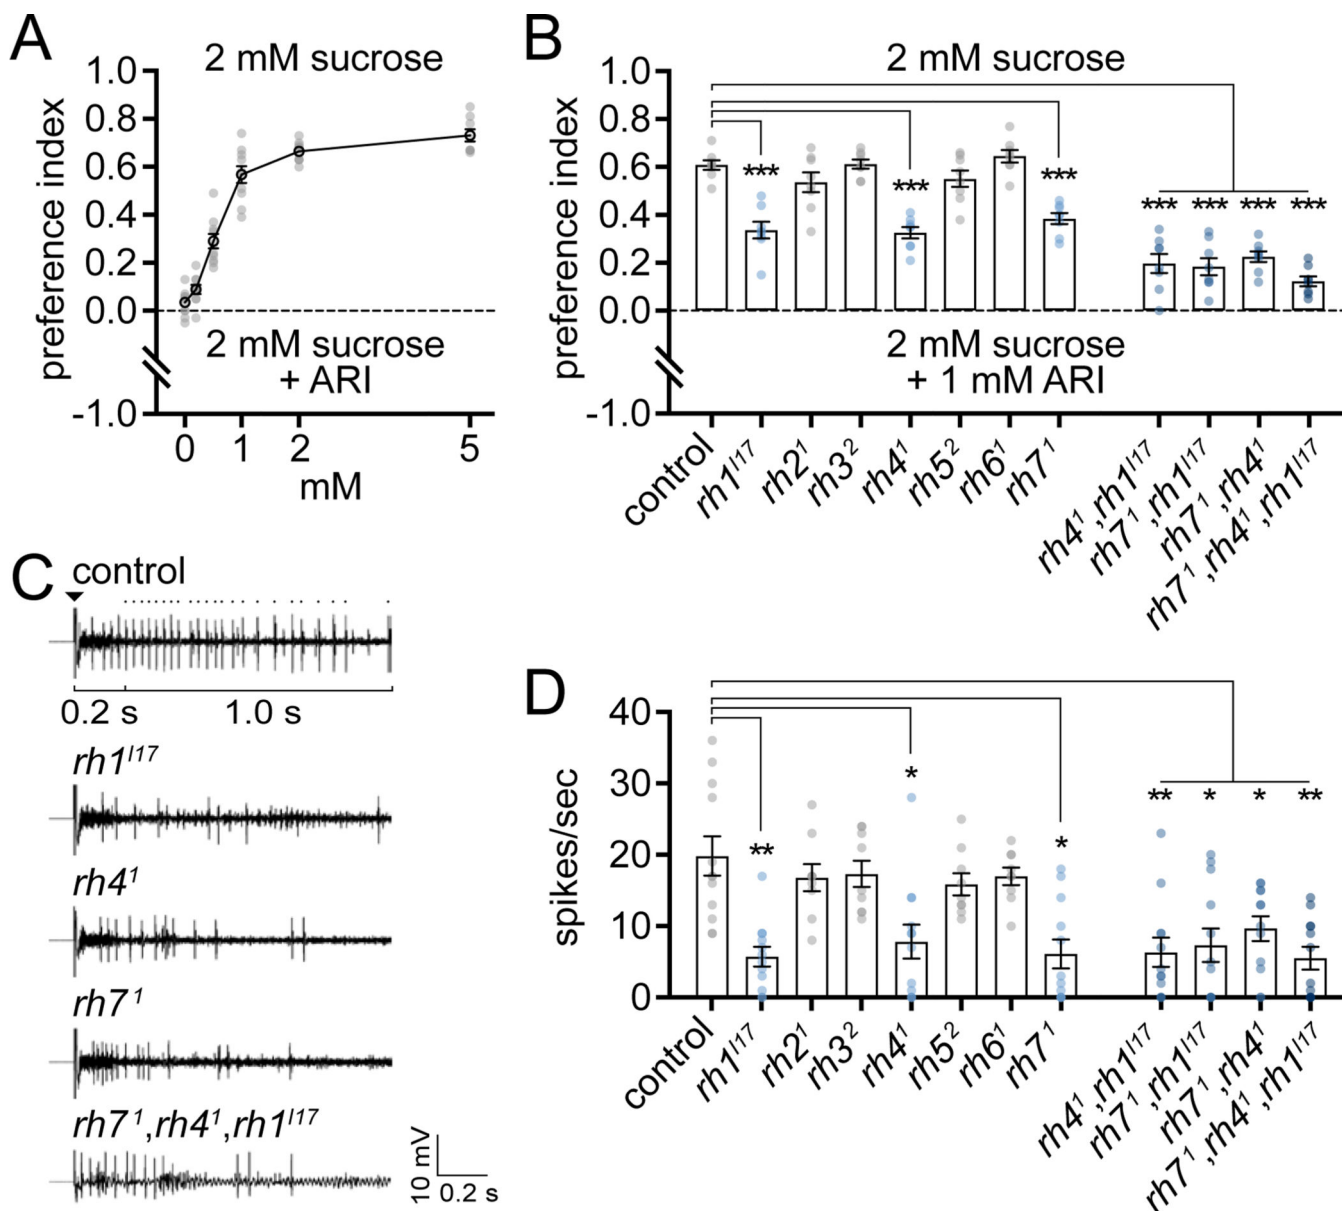 A
2 mM sucrose
preference index
1.0
0.8
0.6
0.4
0.2
0.0
-1.0
2 mM sucrose
+ ARI
0 1 2 5
mM
B
2 mM sucrose
preference index
1.0
0.8
0.6
0.4
0.2
0.0
-1.0
*** *** *** *** *** *** ***
2 mM sucrose
+ 1 mM ARI
control
rh1^I17
rh2^1
rh3^2
rh4^1
rh5^2
rh6^1
rh7^1
rh4^1,rh1^I17
rh7^1,rh1^I17
rh7^1,rh4^1
rh7^1,rh4^1,rh1^I17
C
control
0.2 s 1.0 s
rh1^I17
rh4^1
rh7^1
rh7^1,rh4^1,rh1^I17
10 mV
0.2 s
D
spikes/sec
40
30
20
10
0
** * * ** * * **
control
rh1^I17
rh2^1
rh3^2
rh4^1
rh5^2
rh6^1
rh7^1
rh4^1,rh1^I17
rh7^1,rh1^I17
rh7^1,rh4^1
rh7^1,rh4^1,rh1^I17